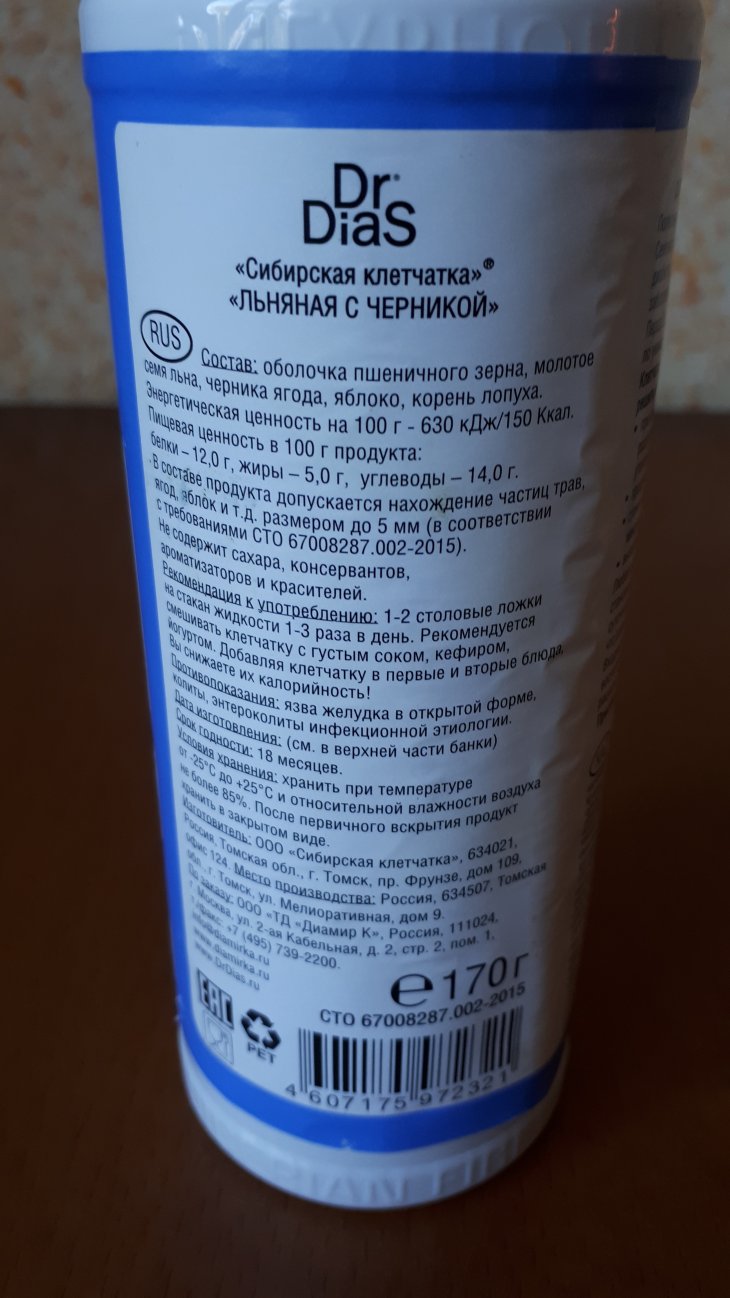 Dr.
DiaS
«Сибирская клетчатка»®
«ЛЬНЯНАЯ С ЧЕРНИКОЙ»
RUS
Состав: оболочка пшеничного зерна, молотое
семя льна, черника ягода, яблоко, корень лопуха.
Энергетическая ценность на 100 г - 630 кДж/150 Ккал.
Пищевая ценность в 100 г продукта:
белки – 12,0 г, жиры – 5,0 г, углеводы – 14,0 г.
В составе продукта допускается нахождение частиц трав,
ягод, яблок и т.д. размером до 5 мм (в соответствии
с требованиями СТО 67008287.002-2015).
Не содержит сахара, консервантов,
ароматизаторов и красителей.
Рекомендация к употреблению: 1-2 столовые ложки
на стакан жидкости 1-3 раза в день. Рекомендуется
смешивать клетчатку с густым соком, кефиром,
йогуртом. Добавляя клетчатку в первые и вторые блюда,
Вы снижаете их калорийность!
Противопоказания: язва желудка в открытой форме,
колиты, энтероколиты инфекционной этиологии.
Дата изготовления: (см. в верхней части банки)
Срок годности: 18 месяцев.
Условия хранения: хранить при температуре
от -25°С до +25°С и относительной влажности воздуха
не более 85%. После первичного вскрытия продукт
хранить в закрытом виде.
Изготовитель: ООО «Сибирская клетчатка», 634021,
Россия, Томская обл., г. Томск, пр. Фрунзе, дом 109,
офис 124. Место производства: Россия, 634507, Томская
обл., г. Томск, ул. Мелиоративная, дом 9.
По заказу: ООО «ТД «Диамир К», Россия, 111024,
г. Москва, ул. 2-ая Кабельная, д. 2, стр. 2, пом. 1.
т./факс: +7 (495) 739-2200.
info@diamirka.ru
www.diamirka.ru
www.DrDias.ru
℮170г
СТО 67008287.002-2015
EAC
PET
4 607175 972321